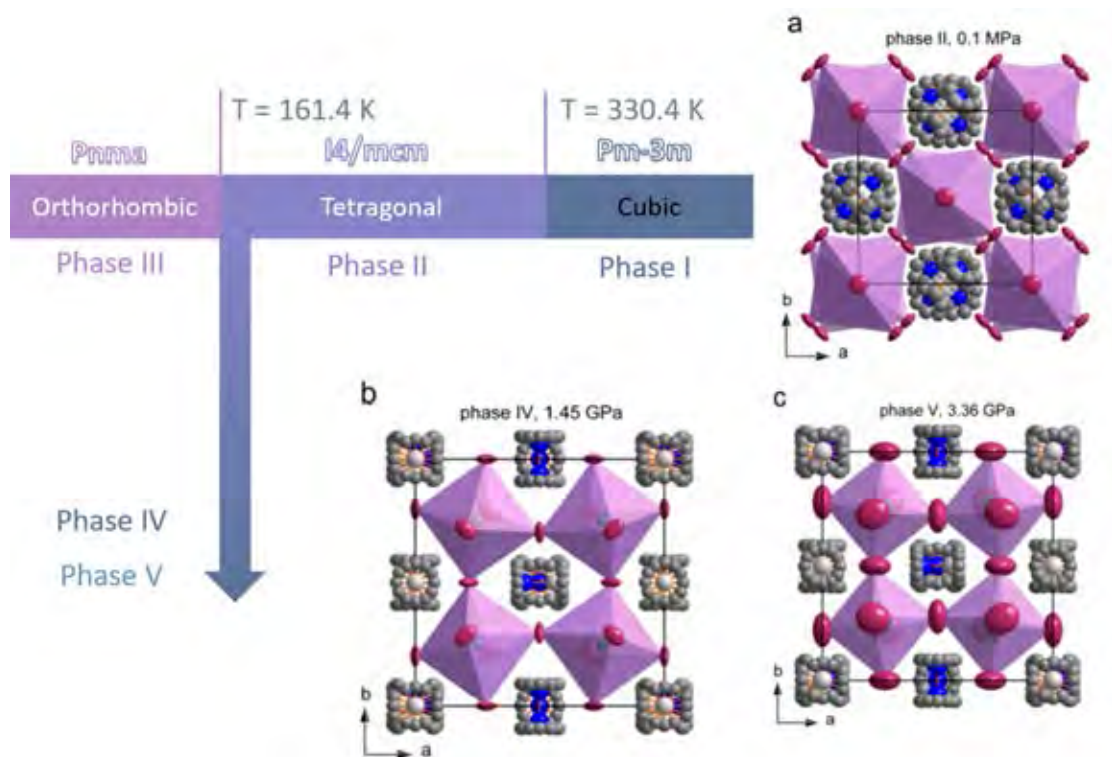 a
phase II, 0.1 MPa
T = 161.4 K
T = 330.4 K
Pnma
I4/mcm
Pm-3m
Orthorhombic
Tetragonal
Cubic
Phase III
Phase II
Phase I
b
a
b
phase IV, 1.45 GPa
c
phase V, 3.36 GPa
Phase IV
Phase V
b
a
b
a